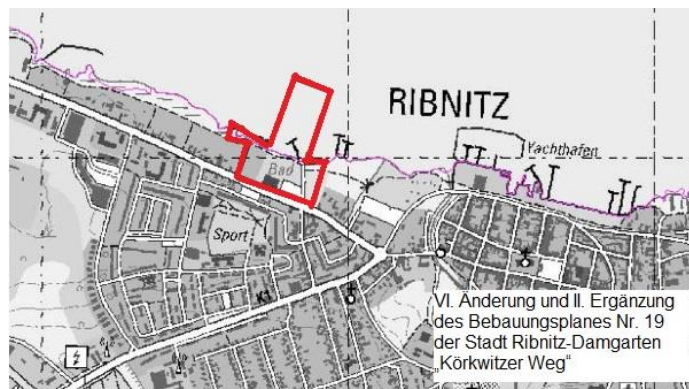 RIBNITZ
Yachthafen
Bad
Sport
VI. Änderung und II. Ergänzung
des Bebauungsplanes Nr. 19
der Stadt Ribnitz-Damgarten
„Körkwitzer Weg“